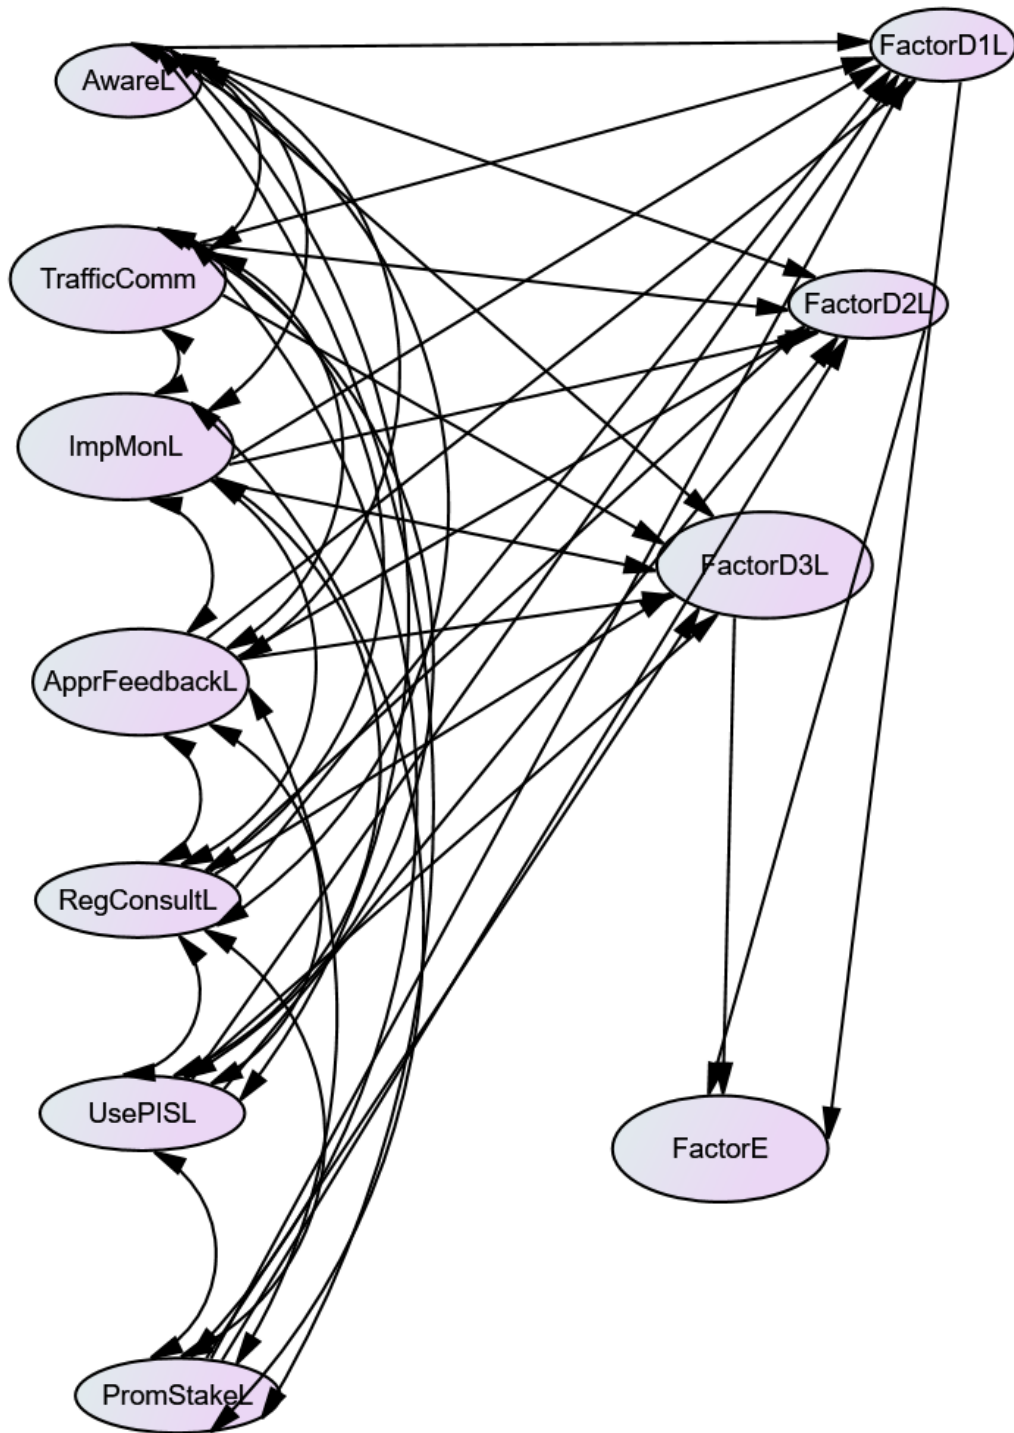 AwareL
FactorD1L
TrafficComm
FactorD2L
ImpMonL
FactorD3L
ApprFeedbackL
RegConsultL
UsePISL
FactorE
PromStakeL